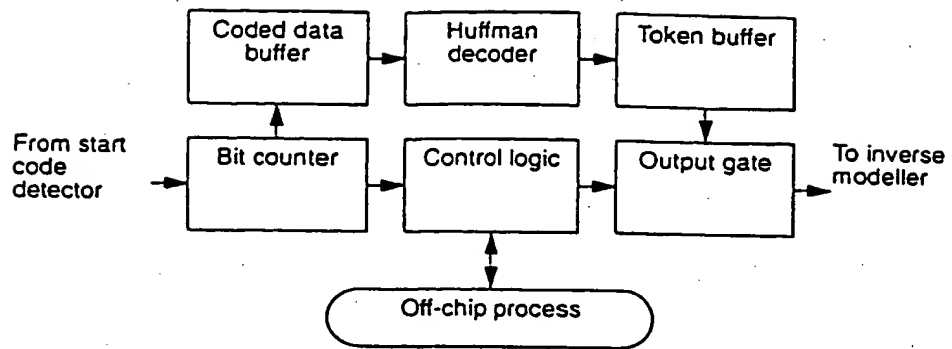 Coded data
buffer
Huffman
decoder
Token buffer
From start
code
detector
Bit counter
Control logic
Output gate
To inverse
modeller
Off-chip process